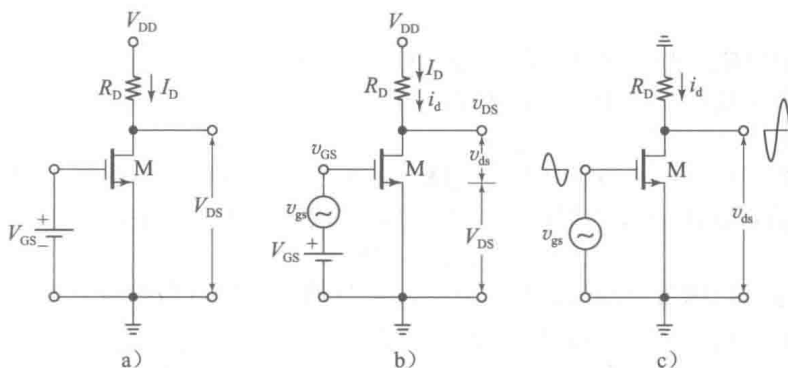 V_DD
R_D I_D
M
V_GS + −
V_DS
a）
V_DD
I_D
R_D i_d
v_DS
v_GS
M
v_ds
v_gs
V_GS +
V_DS
b）
R_D i_d
M
v_gs
v_ds
c）